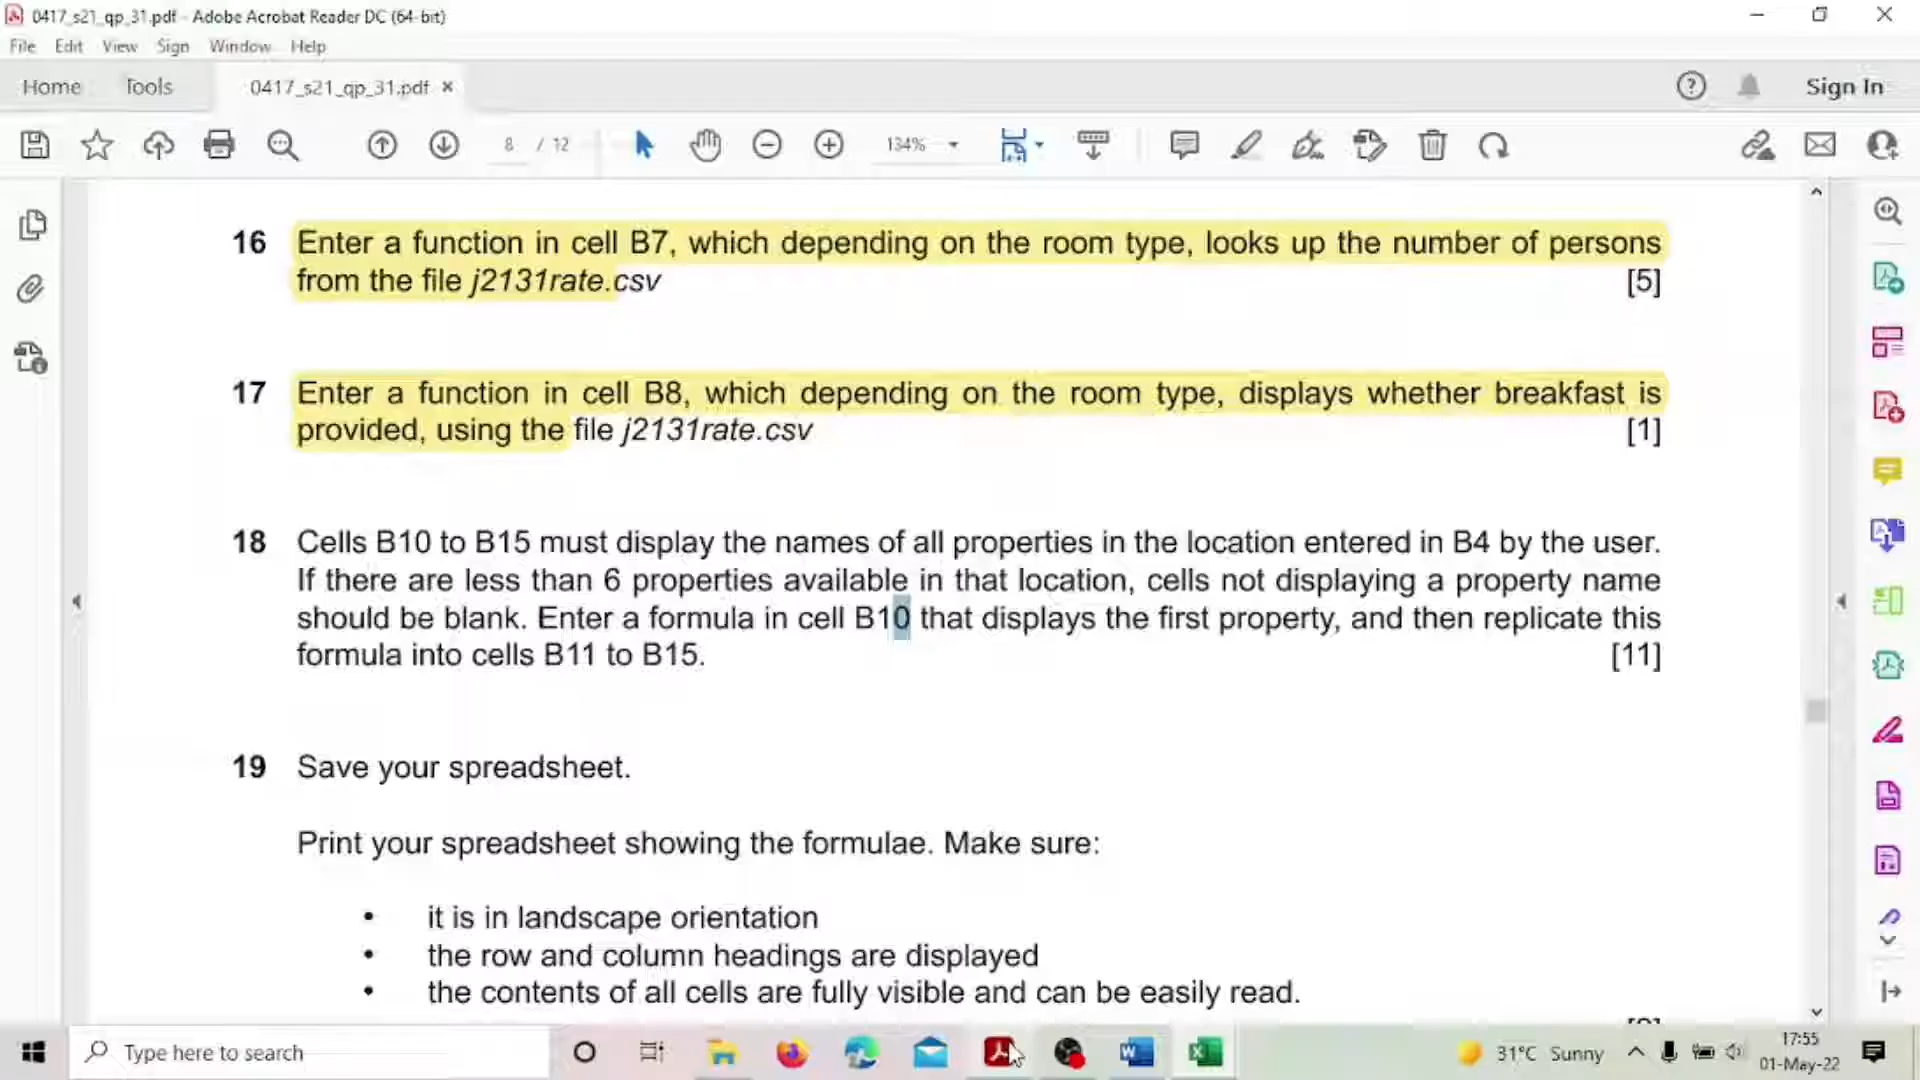 0417_s21_qp_31.pdf - Adobe Acrobat Reader DC (64-bit)
File Edit View Sign Window Help
Home Tools 0417_s21_qp_31.pdf × Sign In
8 / 12 134%
16 Enter a function in cell B7, which depending on the room type, looks up the number of persons
from the file j2131rate.csv [5]
17 Enter a function in cell B8, which depending on the room type, displays whether breakfast is
provided, using the file j2131rate.csv [1]
18 Cells B10 to B15 must display the names of all properties in the location entered in B4 by the user.
If there are less than 6 properties available in that location, cells not displaying a property name
should be blank. Enter a formula in cell B10 that displays the first property, and then replicate this
formula into cells B11 to B15. [11]
19 Save your spreadsheet.
Print your spreadsheet showing the formulae. Make sure:
• it is in landscape orientation
• the row and column headings are displayed
• the contents of all cells are fully visible and can be easily read.
Type here to search
31°C Sunny
17:55
01-May-22